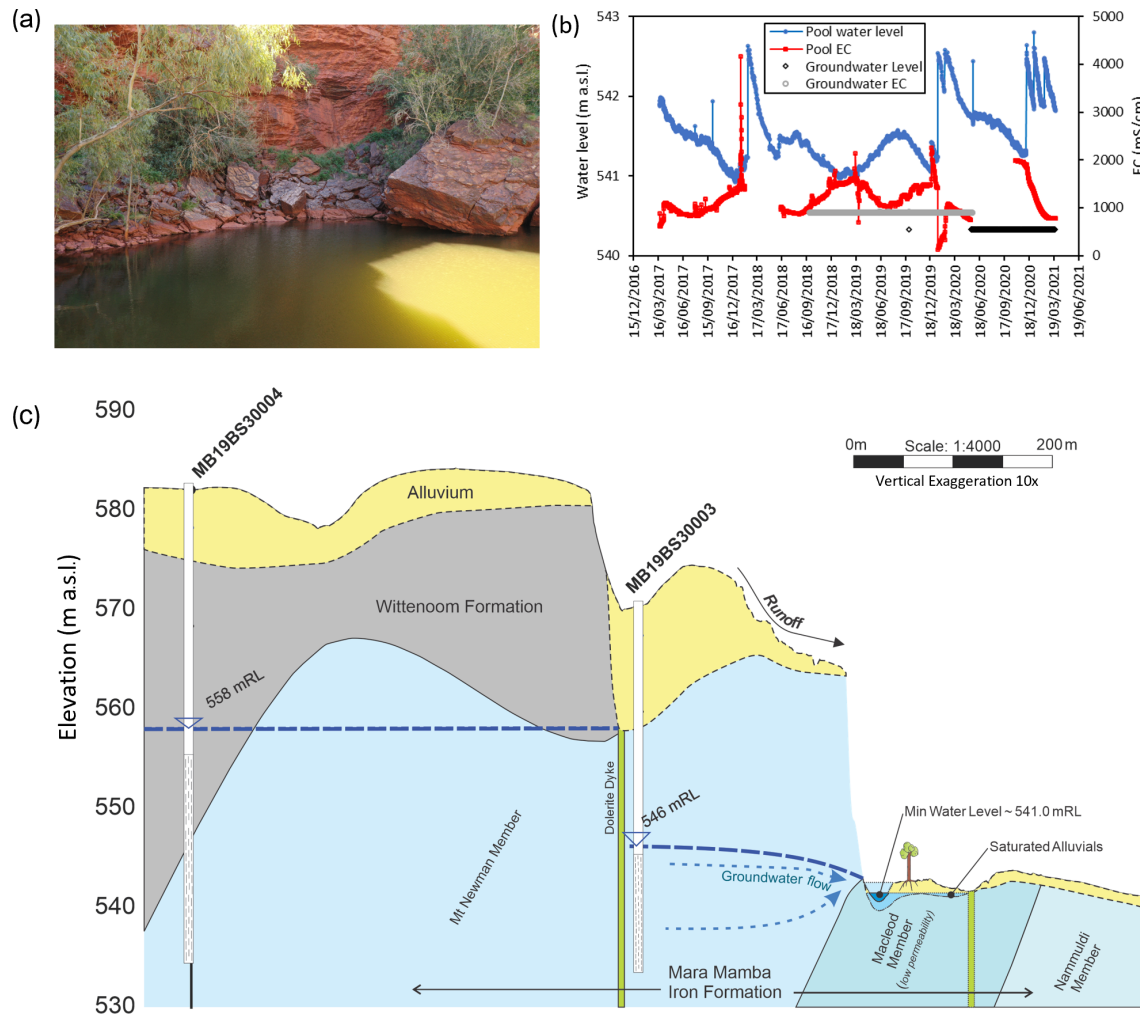 (a)
(b)
543
542
541
540
Water level (m a.s.l.)
Pool water level
Pool EC
Groundwater Level
Groundwater EC
5000
4000
3000
2000
1000
0
EC (mS/cm)
15/12/2016
16/03/2017
16/06/2017
15/09/2017
16/12/2017
17/03/2018
17/06/2018
16/09/2018
17/12/2018
18/03/2019
18/06/2019
17/09/2019
18/12/2019
18/03/2020
18/06/2020
17/09/2020
18/12/2020
19/03/2021
19/06/2021
(c)
590
580
570
560
550
540
530
Elevation (m a.s.l.)
MB19BS30004
0m Scale: 1:4000 200 m
Vertical Exaggeration 10x
Alluvium
MB19BS30003
Wittenoom Formation
Runoff
558 mRL
Dolerite Dyke
546 mRL
Min Water Level ~ 541.0 mRL
Saturated Alluvials
Groundwater flow
Mt Newman Member
Macleod
Member
(low permeability)
Nammuldi
Member
Mara Mamba
Iron Formation